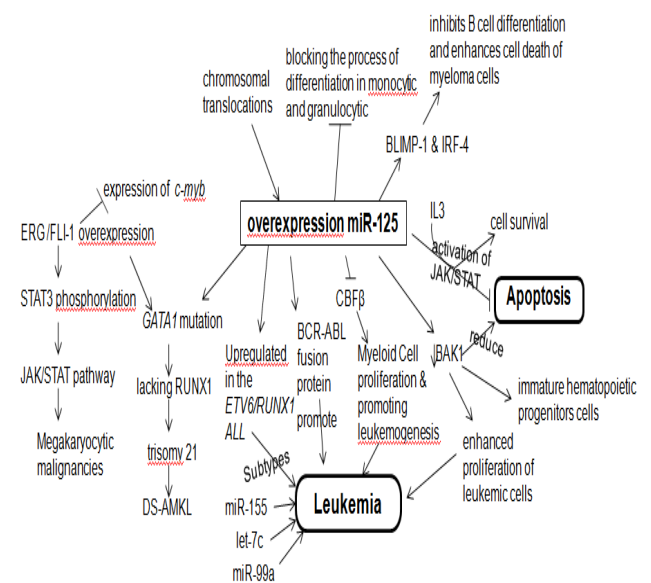 inhibits B cell differentiation
and enhances cell death of
myeloma cells
blocking the process of
differentiation in monocytic
and granulocytic
chromosomal
translocations
BLIMP-1 & IRF-4
expression of c-myb
ERG/FLI-1 overexpression
overexpression miR-125
IL3
cell survival
activation of
JAK/STAT
Apoptosis
STAT3 phosphorylation
GATA1 mutation
CBFβ
BCR-ABL
fusion
protein
promote
Upregulated
in the
ETV6/RUNX1
ALL
Myeloid Cell
proliferation &
promoting
leukemogenesis
BAK1
reduce
JAK/STAT pathway
lacking RUNX1
immature hematopoietic
progenitors cells
Megakaryocytic
malignancies
trisomy 21
enhanced
proliferation of
leukemic cells
Subtypes
DS-AMKL
miR-155
Leukemia
let-7c
miR-99a